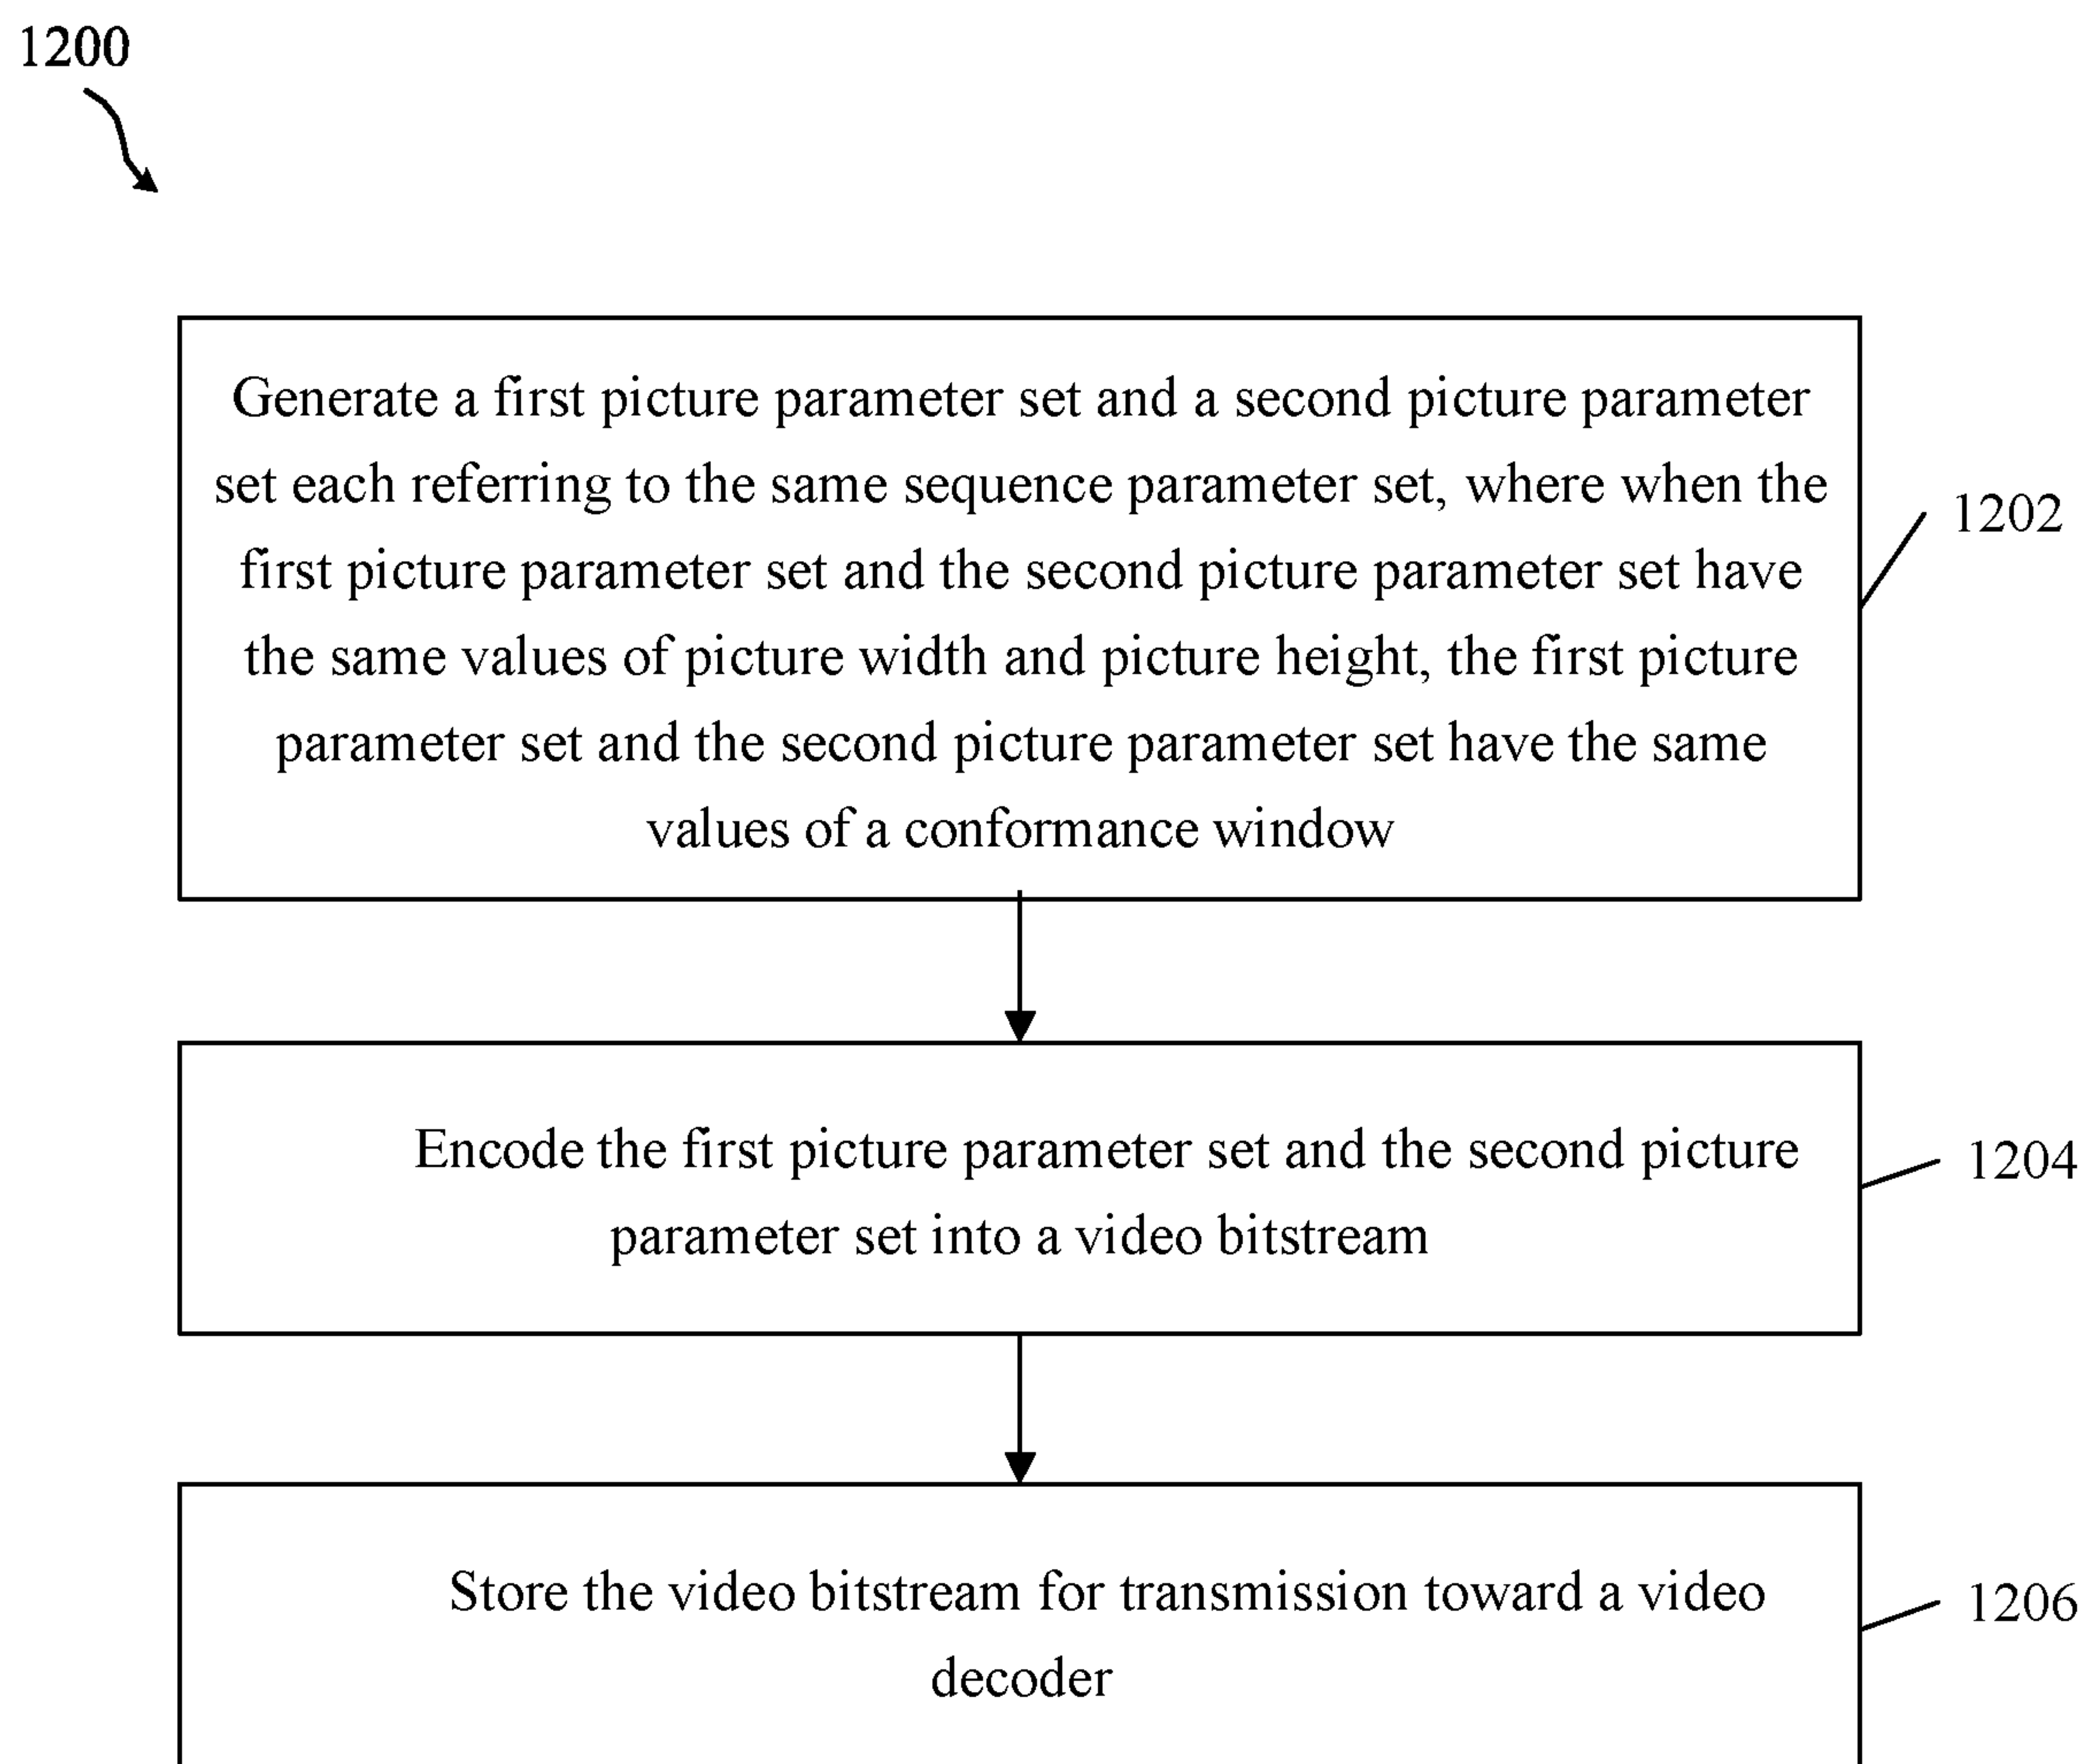 1200
Generate a first picture parameter set and a second picture parameter
set each referring to the same sequence parameter set, where when the
first picture parameter set and the second picture parameter set have
the same values of picture width and picture height, the first picture
parameter set and the second picture parameter set have the same
values of a conformance window
1202
Encode the first picture parameter set and the second picture
parameter set into a video bitstream
1204
Store the video bitstream for transmission toward a video
decoder
1206